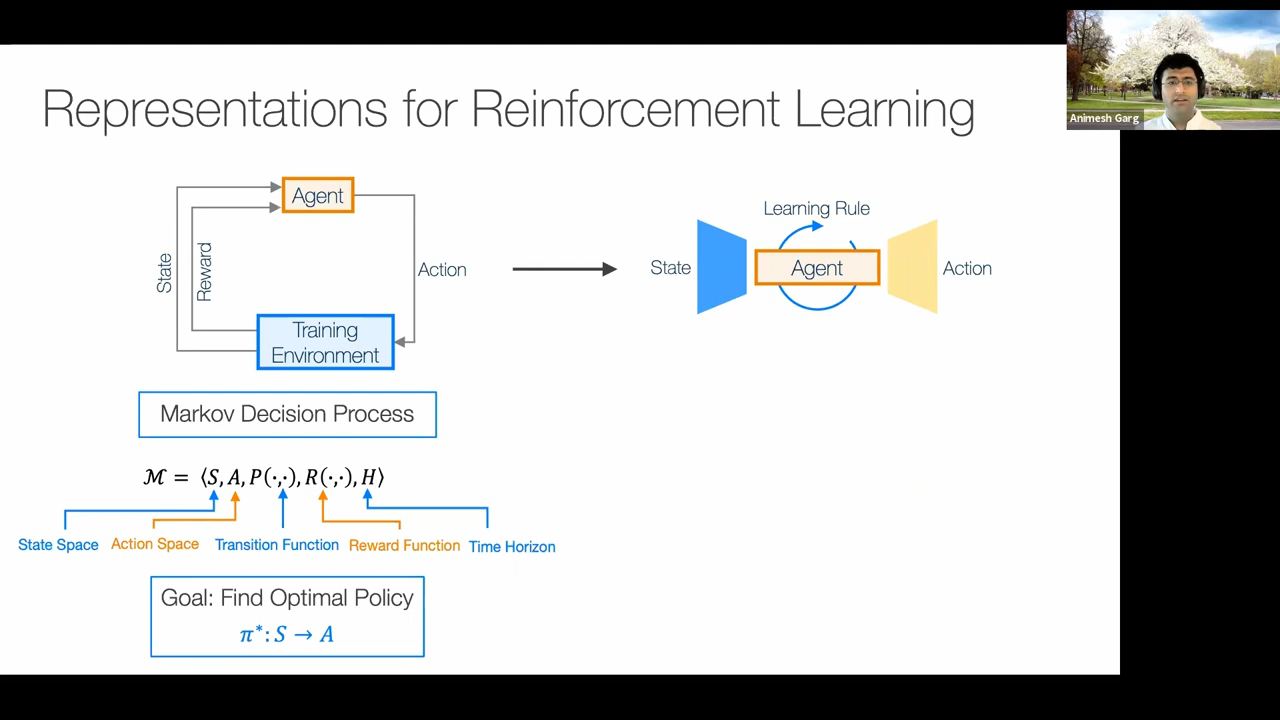 Representations for Reinforcement Learning
Animesh Garg
Agent
State
Reward
Action
Training
Environment
Learning Rule
State
Agent
Action
Markov Decision Process
ℳ = ⟨S, A, P(·,·), R(·,·), H⟩
State Space
Action Space
Transition Function
Reward Function
Time Horizon
Goal: Find Optimal Policy
π*: S → A